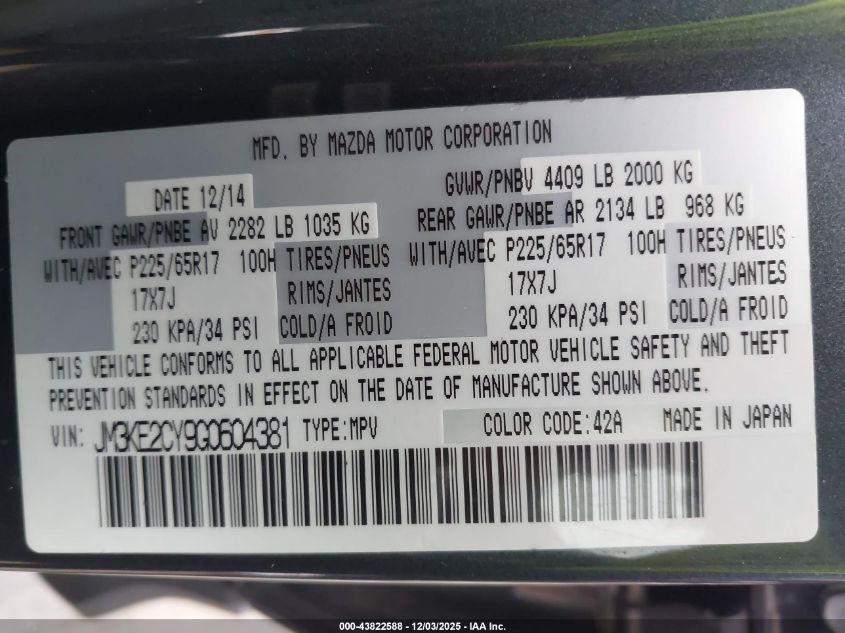 MFD. BY MAZDA MOTOR CORPORATION
DATE 12/14
GVWR/PNBV 4409 LB 2000 KG
FRONT GAWR/PNBE AV 2282 LB 1035 KG
REAR GAWR/PNBE AR 2134 LB 968 KG
WITH/AVEC P225/65R17 100H TIRES/PNEUS
WITH/AVEC P225/65R17 100H TIRES/PNEUS
17X7J RIMS/JANTES
17X7J RIMS/JANTES
230 KPA/34 PSI COLD/A FROID
230 KPA/34 PSI COLD/A FROID
THIS VEHICLE CONFORMS TO ALL APPLICABLE FEDERAL MOTOR VEHICLE SAFETY AND THEFT
PREVENTION STANDARDS IN EFFECT ON THE DATE OF MANUFACTURE SHOWN ABOVE.
VIN: JM3KE2CY9G0604381 TYPE:MPV COLOR CODE:42A MADE IN JAPAN
000-43822588 - 12/03/2025 - IAA Inc.